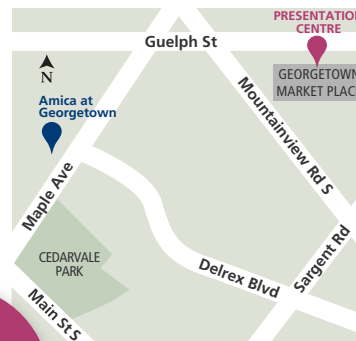 PRESENTATION
CENTRE
Guelph St
GEORGETOWN
MARKET PLAC
N
Amica at
Georgetown
Mountainview Rd S
Maple Ave
Sargent Rd
CEDARVALE
PARK
Delrex Blvd
Main St S